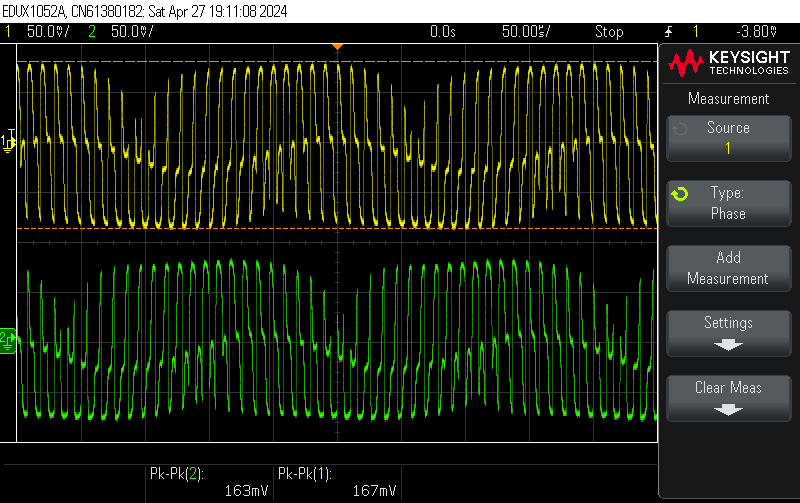 EDUX1052A, CN61380182: Sat Apr 27 19:11:08 2024
1 50.0V/ 2 50.0V/ 0.0s 50.00s/ Stop 1 -3.80V
KEYSIGHT
TECHNOLOGIES
Measurement
Source
1
Type:
Phase
Add
Measurement
Settings
Clear Meas
1
T
2
Pk-Pk(2): Pk-Pk(1):
163mV 167mV